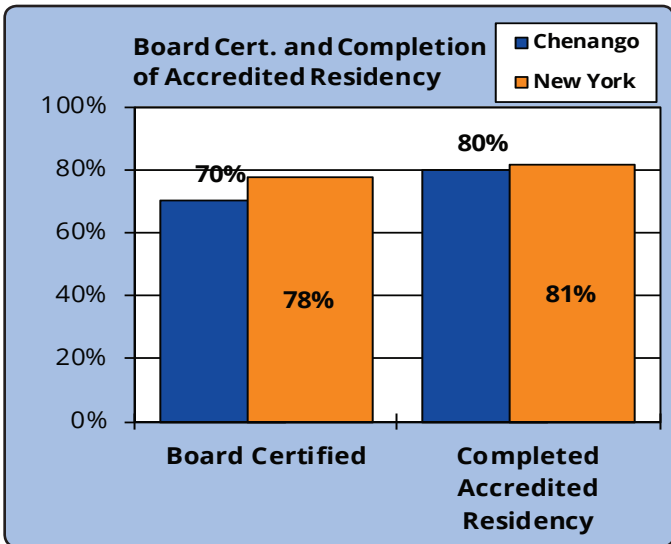 Board Cert. and Completion
of Accredited Residency
Chenango
New York
100%
80%
60%
40%
20%
0%
70%
78%
80%
81%
Board Certified
Completed
Accredited
Residency